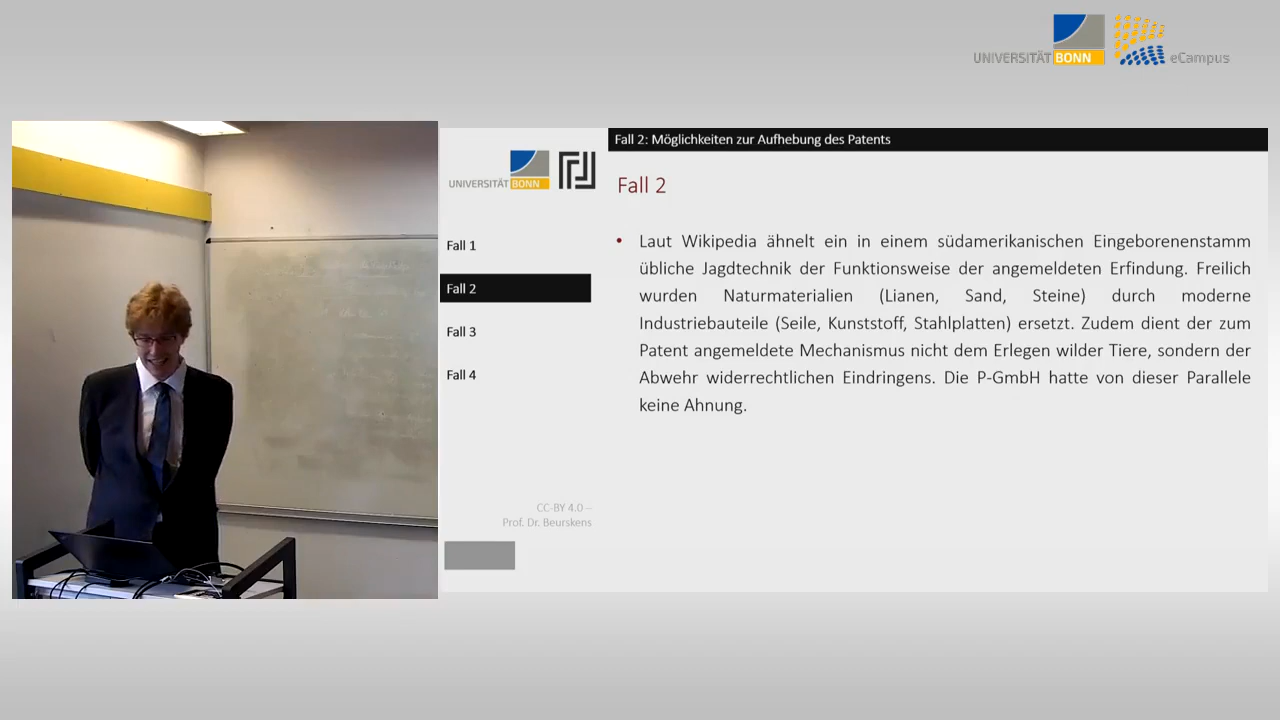 UNIVERSITÄT BONN
eCampus
Fall 2: Möglichkeiten zur Aufhebung des Patents
UNIVERSITÄT BONN
Fall 1
Fall 2
Fall 3
Fall 4
CC-BY 4.0 –
Prof. Dr. Beurskens
Fall 2
• Laut Wikipedia ähnelt ein in einem südamerikanischen Eingeborenenstamm
übliche Jagdtechnik der Funktionsweise der angemeldeten Erfindung. Freilich
wurden Naturmaterialien (Lianen, Sand, Steine) durch moderne
Industriebauteile (Seile, Kunststoff, Stahlplatten) ersetzt. Zudem dient der zum
Patent angemeldete Mechanismus nicht dem Erlegen wilder Tiere, sondern der
Abwehr widerrechtlichen Eindringens. Die P-GmbH hatte von dieser Parallele
keine Ahnung.